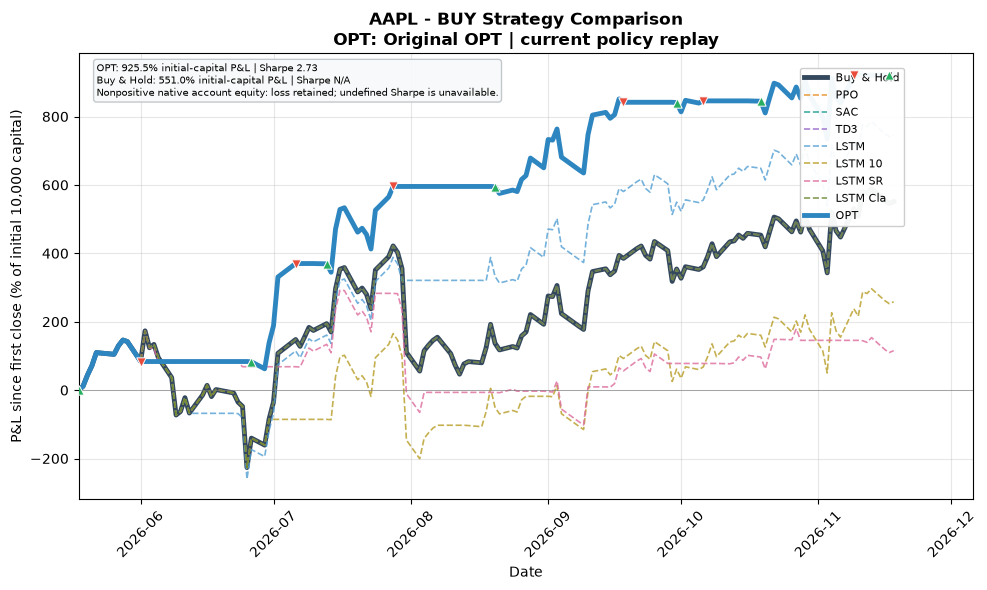 AAPL - BUY Strategy Comparison
OPT: Original OPT | current policy replay
OPT: 925.5% initial-capital P&L | Sharpe 2.73
Buy & Hold: 551.0% initial-capital P&L | Sharpe N/A
Nonpositive native account equity: loss retained; undefined Sharpe is unavailable.
Buy & Hold
PPO
SAC
TD3
LSTM
LSTM 10
LSTM SR
LSTM Cla
OPT
P&L since first close (% of initial 10,000 capital)
800
600
400
200
0
−200
2026-06
2026-07
2026-08
2026-09
2026-10
2026-11
2026-12
Date